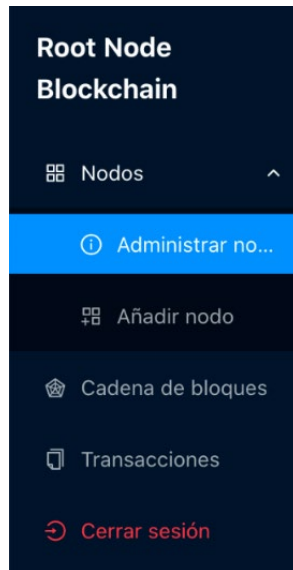 Root Node
Blockchain
Nodos
Administrar no...
Añadir nodo
Cadena de bloques
Transacciones
Cerrar sesión